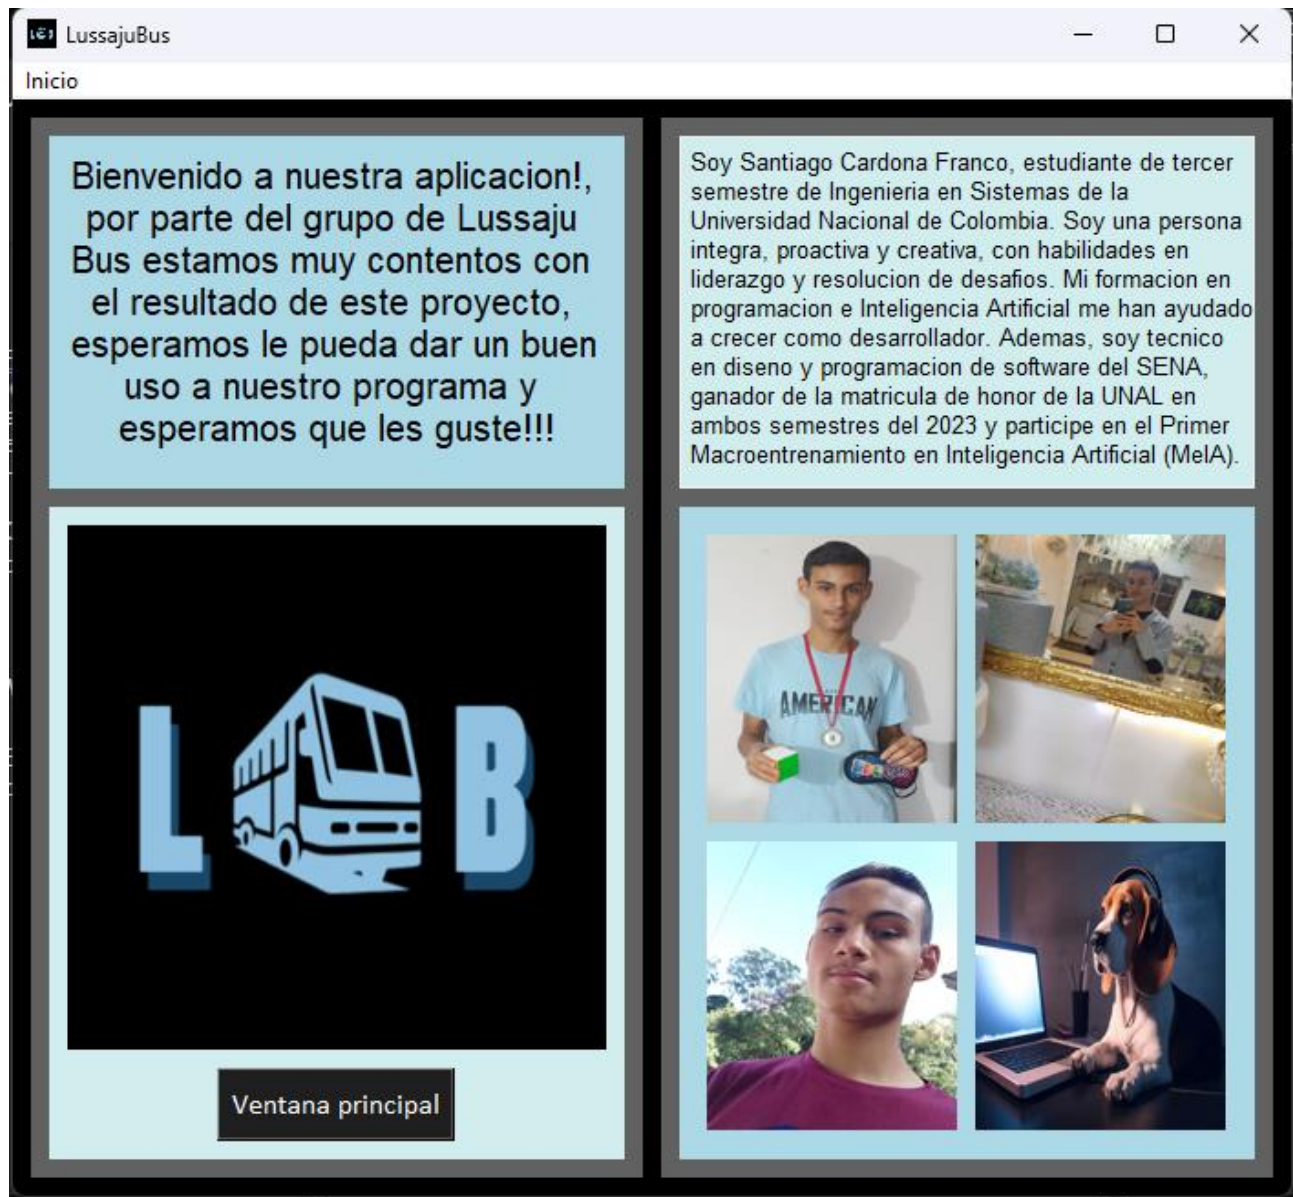 LussajuBus
Inicio
Bienvenido a nuestra aplicacion!,
por parte del grupo de Lussaju
Bus estamos muy contentos con
el resultado de este proyecto,
esperamos le pueda dar un buen
uso a nuestro programa y
esperamos que les guste!!!
Soy Santiago Cardona Franco, estudiante de tercer
semestre de Ingenieria en Sistemas de la
Universidad Nacional de Colombia. Soy una persona
integra, proactiva y creativa, con habilidades en
liderazgo y resolucion de desafios. Mi formacion en
programacion e Inteligencia Artificial me han ayudado
a crecer como desarrollador. Ademas, soy tecnico
en diseno y programacion de software del SENA,
ganador de la matricula de honor de la UNAL en
ambos semestres del 2023 y participe en el Primer
Macroentrenamiento en Inteligencia Artificial (MeIA).
L B
Ventana principal
AMERICAN